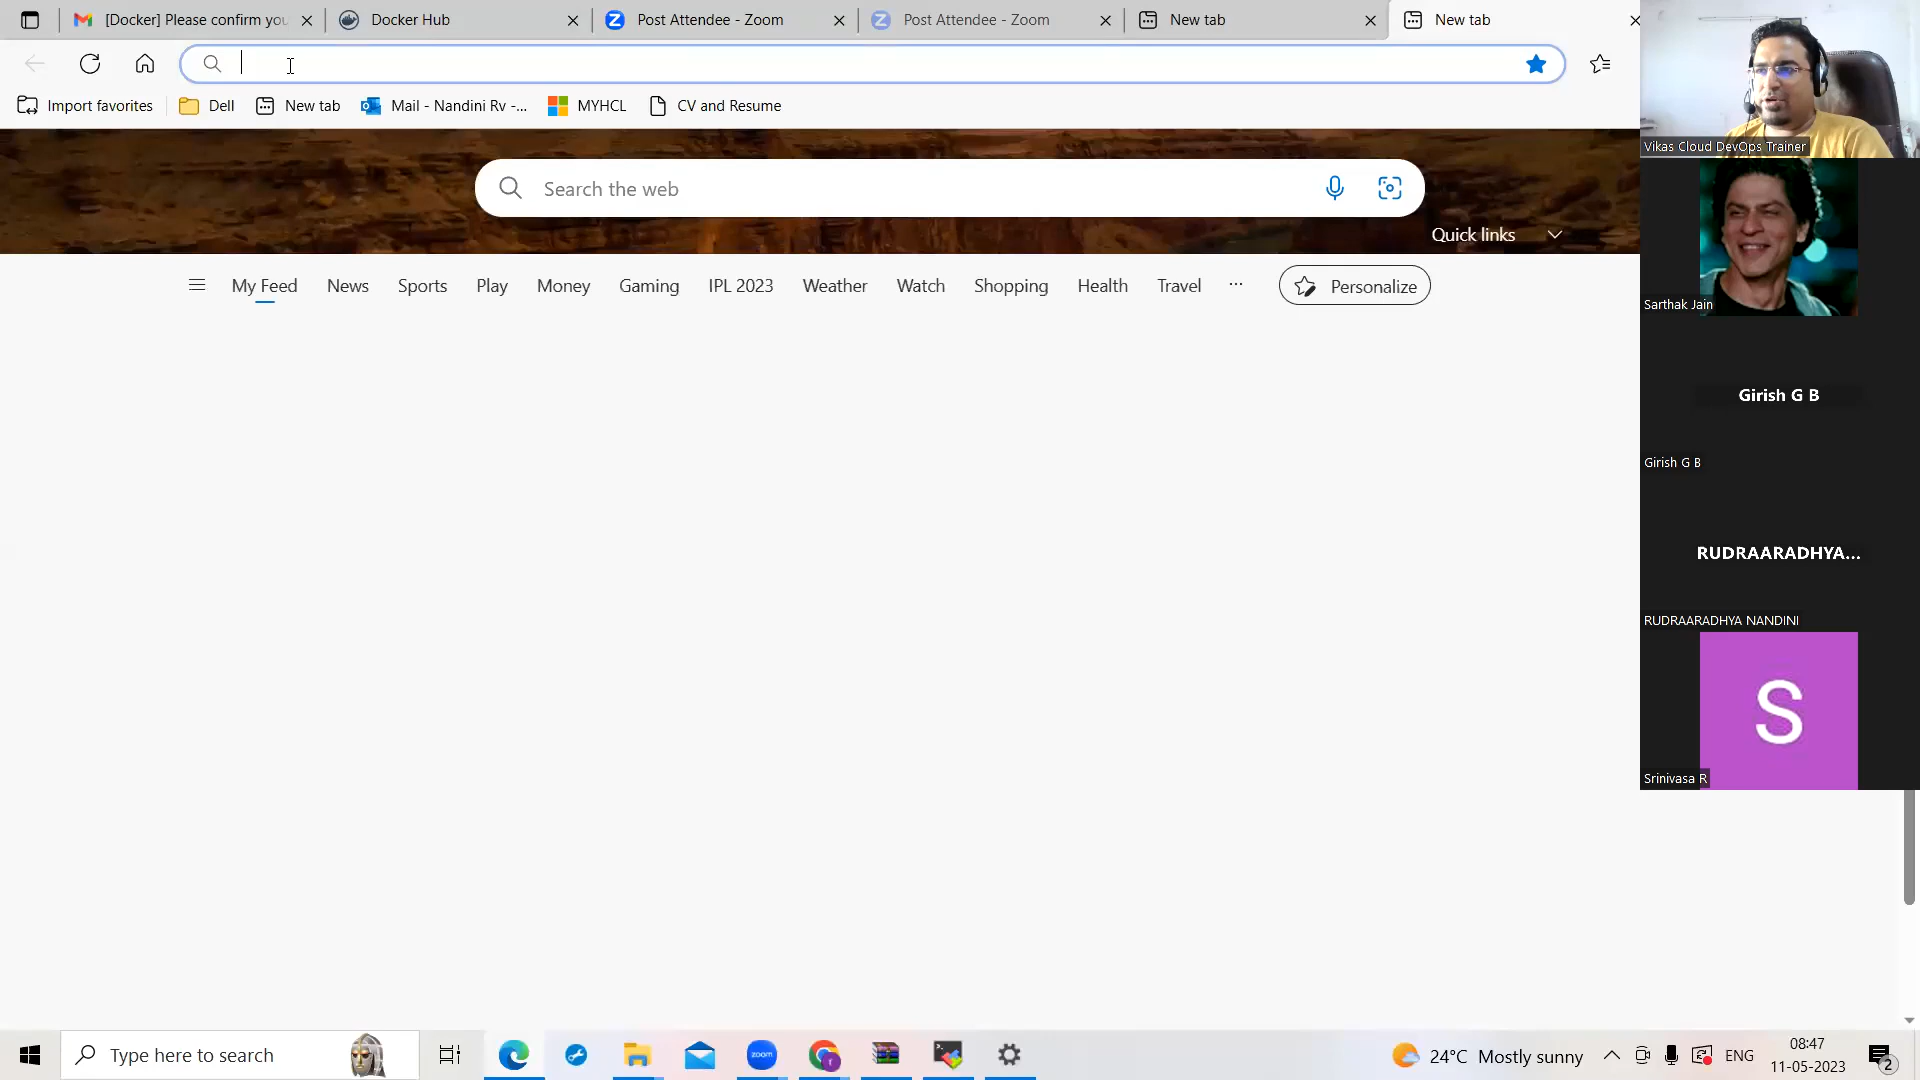 [Docker] Please confirm you
Docker Hub
Post Attendee - Zoom
Post Attendee - Zoom
New tab
New tab
Import favorites
Dell
New tab
Mail - Nandini Rv -...
MYHCL
CV and Resume
Vikas Cloud DevOps Trainer
Search the web
Quick links
My Feed
News
Sports
Play
Money
Gaming
IPL 2023
Weather
Watch
Shopping
Health
Travel
Personalize
Sarthak Jain
Girish G B
Girish G B
RUDRAARADHYA...
RUDRAARADHYA NANDINI
S
Srinivasa R
Type here to search
zoom
24°C Mostly sunny
ENG
08:47
11-05-2023
2